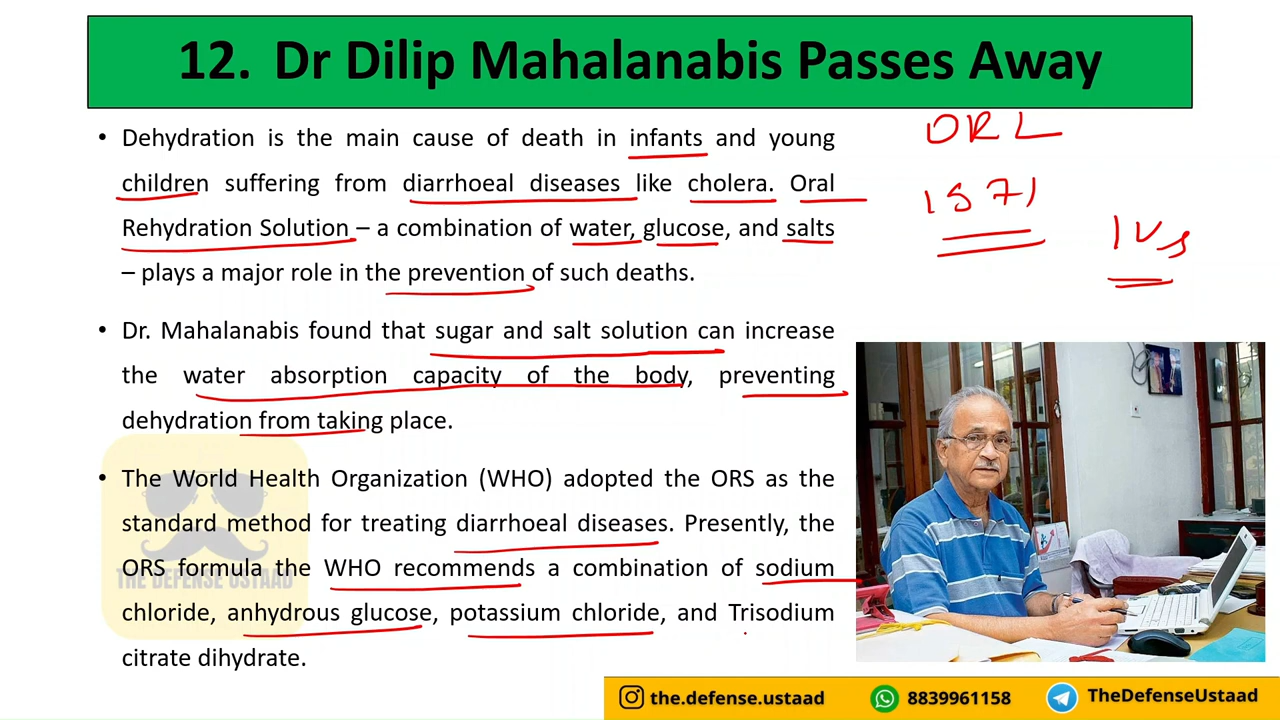 12. Dr Dilip Mahalanabis Passes Away
• Dehydration is the main cause of death in infants and young
children suffering from diarrhoeal diseases like cholera. Oral
Rehydration Solution – a combination of water, glucose, and salts
– plays a major role in the prevention of such deaths.
• Dr. Mahalanabis found that sugar and salt solution can increase
the water absorption capacity of the body, preventing
dehydration from taking place.
• The World Health Organization (WHO) adopted the ORS as the
standard method for treating diarrhoeal diseases. Presently, the
ORS formula the WHO recommends a combination of sodium
chloride, anhydrous glucose, potassium chloride, and Trisodium
citrate dihydrate.
ORL
1971
IVs
THE DEFENSE USTAAD
the.defense.ustaad
8839961158
TheDefenseUstaad